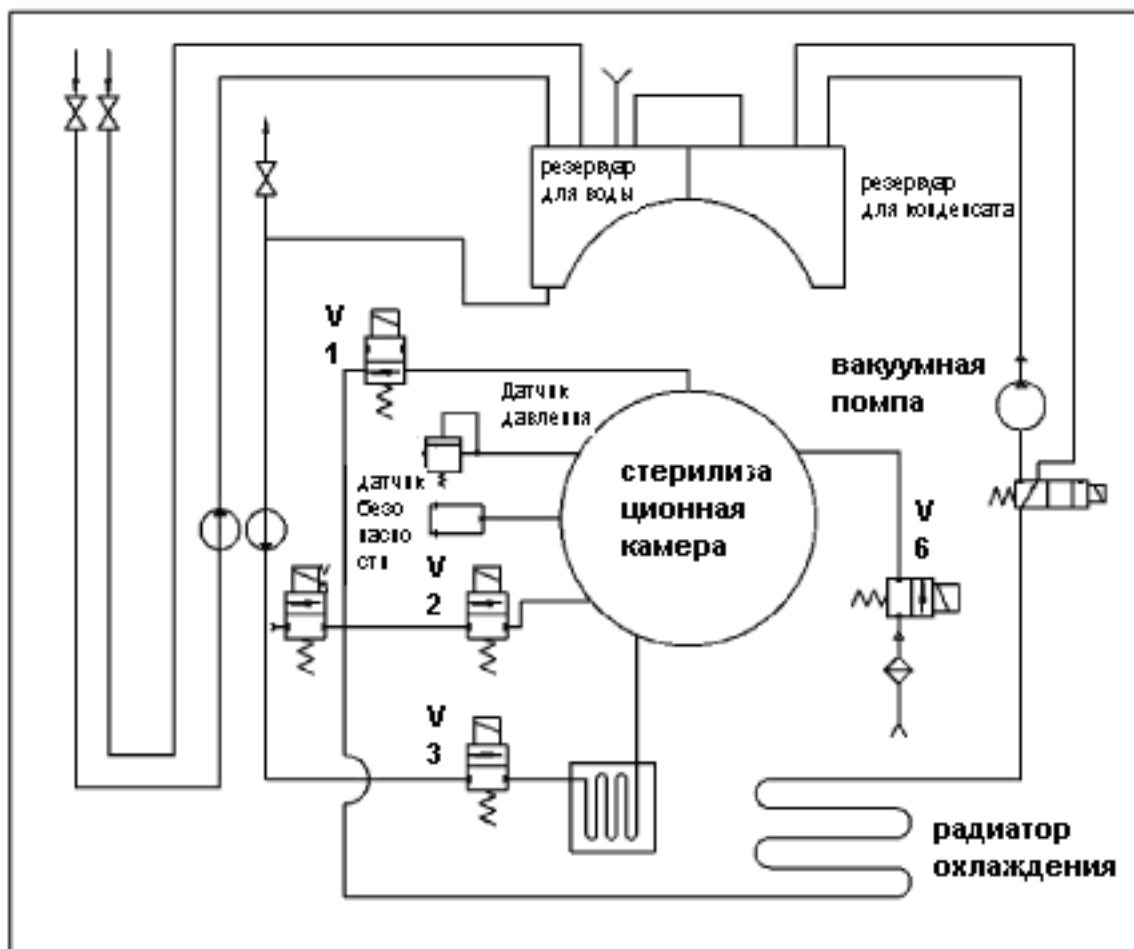 резервуар
для воды
резервуар
для конденсата
V
1
Датчик
давления
вакуумная
помпа
стерилиза
ционная
камера
датчик
безо
пасно
сти
V
2
V
6
V
3
радиатор
охлаждения